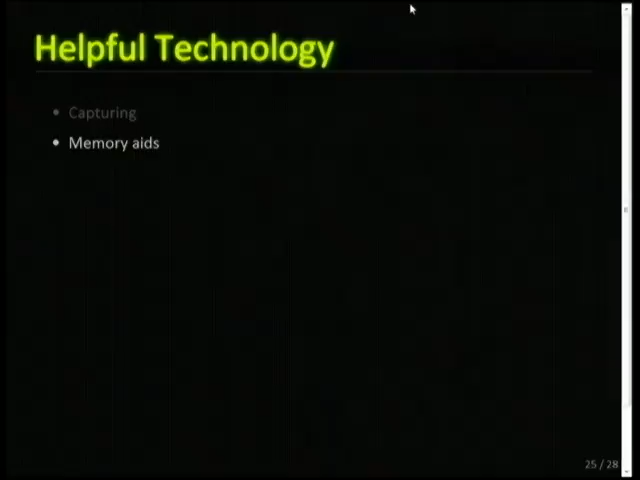 Helpful Technology
• Capturing
• Memory aids
25 / 28